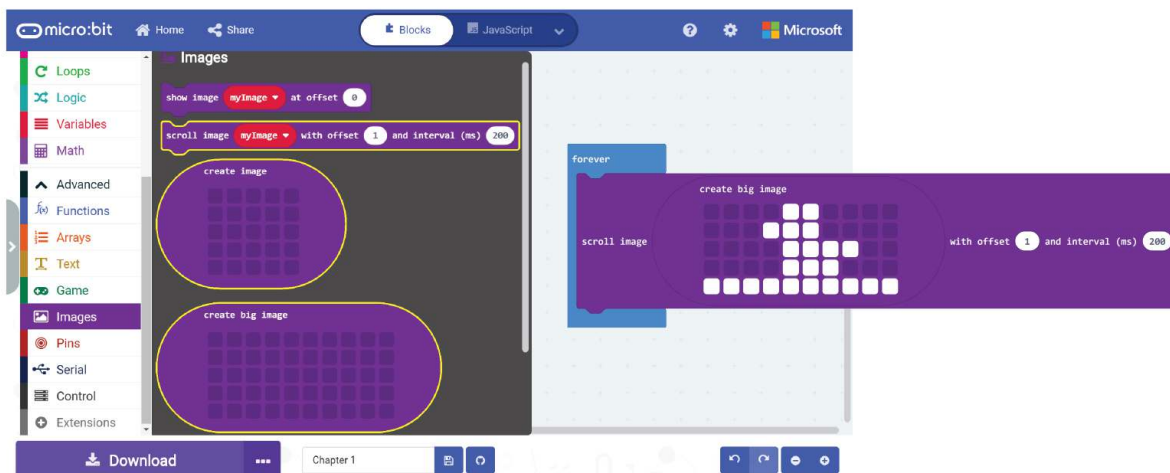 micro:bit Home Share Blocks JavaScript Microsoft
Loops
Logic
Variables
Math
Advanced
Functions
Arrays
Text
Game
Images
Pins
Serial
Control
Extensions
Images
show image myImage at offset 0
scroll image myImage with offset 1 and interval (ms) 200
create image
create big image
forever
create big image
scroll image with offset 1 and interval (ms) 200
Download ••• Chapter 1